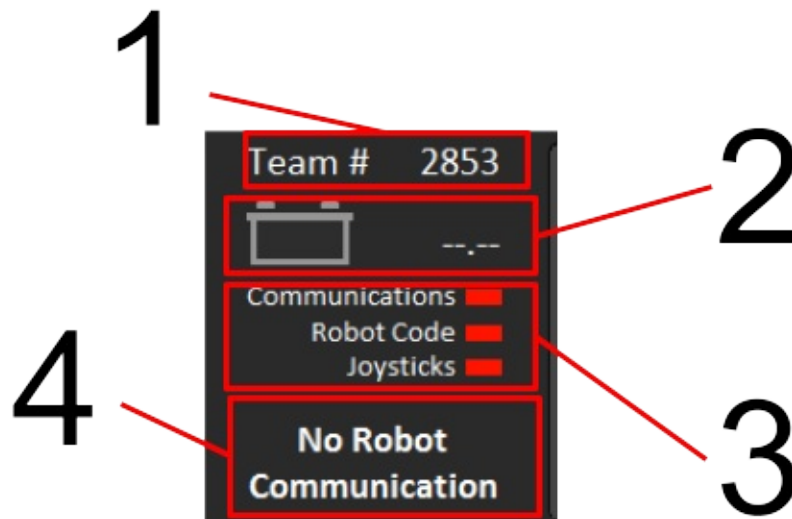 1
Team # 2853
2
--.--
Communications
Robot Code
Joysticks
3
4
No Robot
Communication